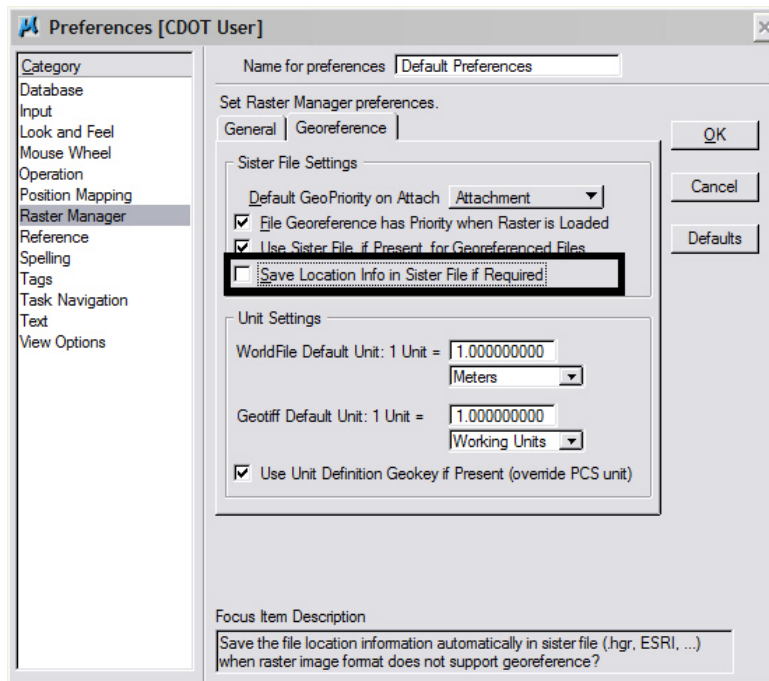 Preferences [CDOT User]
Category
Database
Input
Look and Feel
Mouse Wheel
Operation
Position Mapping
Raster Manager
Reference
Spelling
Tags
Task Navigation
Text
View Options
Name for preferences Default Preferences
Set Raster Manager preferences.
General Georeference
Sister File Settings
Default GeoPriority on Attach Attachment
File Georeference has Priority when Raster is Loaded
Use Sister File, if Present, for Georeferenced Files
Save Location Info in Sister File if Required
Unit Settings
WorldFile Default Unit: 1 Unit = 1.000000000
Meters
Geotiff Default Unit: 1 Unit = 1.000000000
Working Units
Use Unit Definition Geokey if Present (override PCS unit)
OK
Cancel
Defaults
Focus Item Description
Save the file location information automatically in sister file (.hgr, ESRI, ...)
when raster image format does not support georeference?